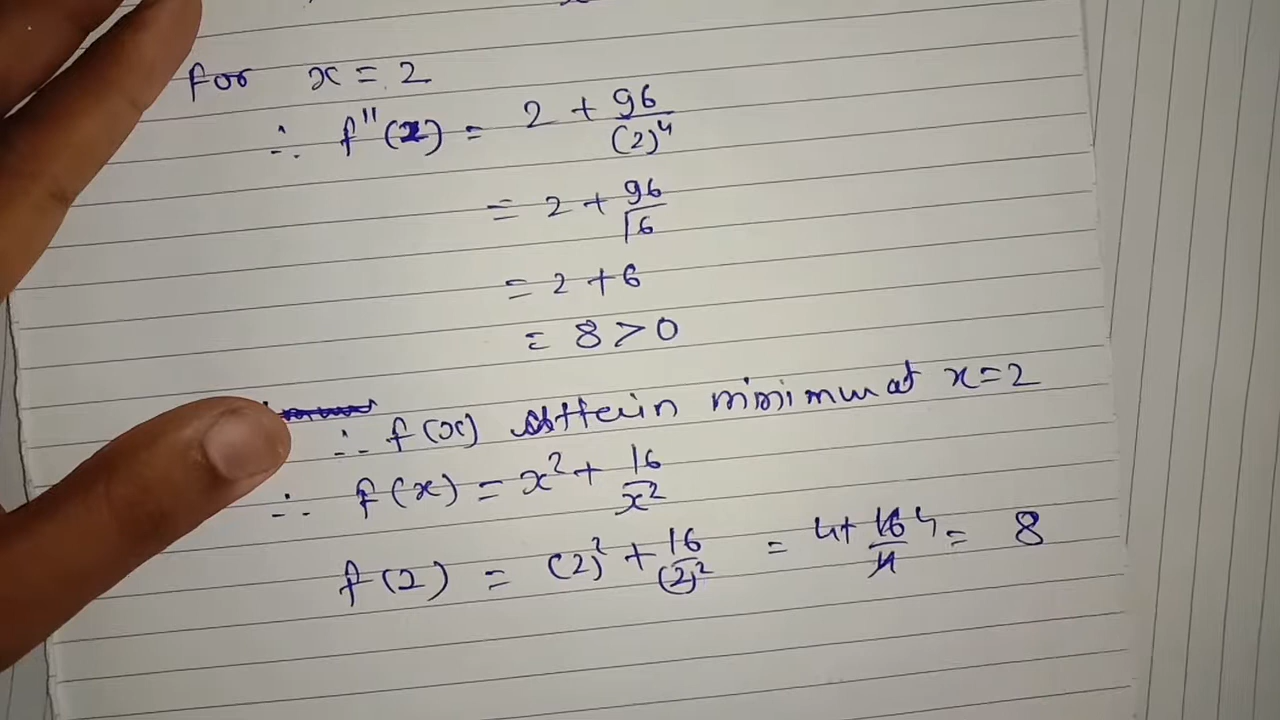 For x = 2
∴ f''(2) = 2 + 96/(2)^4
= 2 + 96/16
= 2 + 6
= 8 > 0
∴ f(x) minimum at x = 2
∴ f(x) = x² + 16/x²
f(2) = (2)² + 16/(2)² = 4 + 16/4 4 = 8